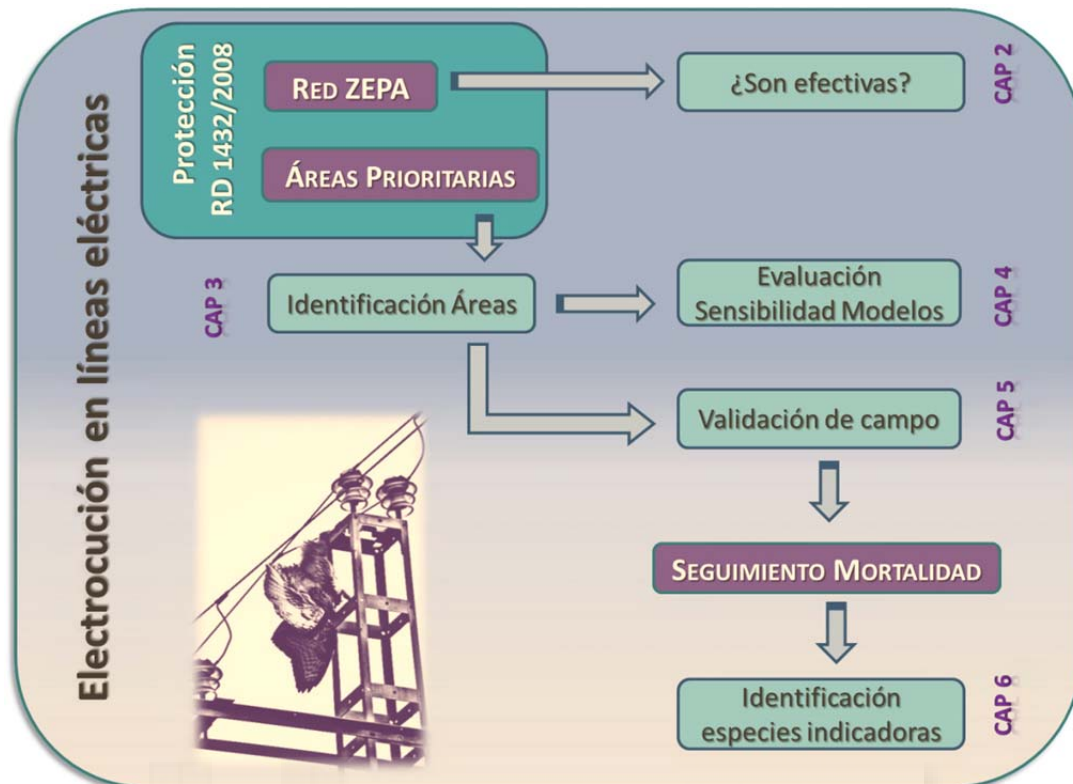 Electrocución en líneas eléctricas
Protección
RD 1432/2008
RED ZEPA
ÁREAS PRIORITARIAS
¿Son efectivas?
CAP 2
CAP 3
Identificación Áreas
Evaluación
Sensibilidad Modelos
CAP 4
Validación de campo
CAP 5
SEGUIMIENTO MORTALIDAD
Identificación
especies indicadoras
CAP 6